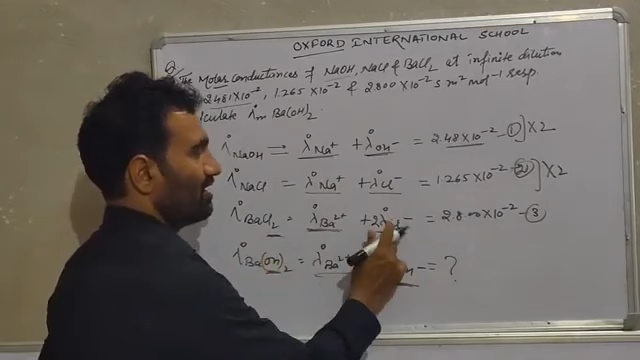 OXFORD INTERNATIONAL SCHOOL
Q The Molar conductances of NaOH, NaCl & BaCl2 at infinite dilution
2.481×10⁻², 1.265×10⁻² & 2.800×10⁻² S m² mol⁻¹ resp.
λ°m Ba(OH)2
λ°NaOH = λ°Na⁺ + λ°OH⁻ = 2.48×10⁻² - ① ] X2
λ°NaCl = λ°Na⁺ + λ°Cl⁻ = 1.265×10⁻² - ② ] X2
λ°BaCl2 = λ°Ba²⁺ + 2λ°Cl⁻ = 2.800×10⁻² - ③
λ°Ba(OH)2 = λ°Ba²⁺ = ?